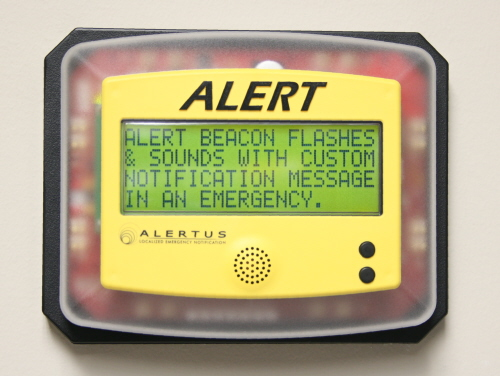 ALERT
ALERT BEACON FLASHES
& SOUNDS WITH CUSTOM
NOTIFICATION MESSAGE
IN AN EMERGENCY.
ALERTUS
LOCALIZED EMERGENCY NOTIFICATION